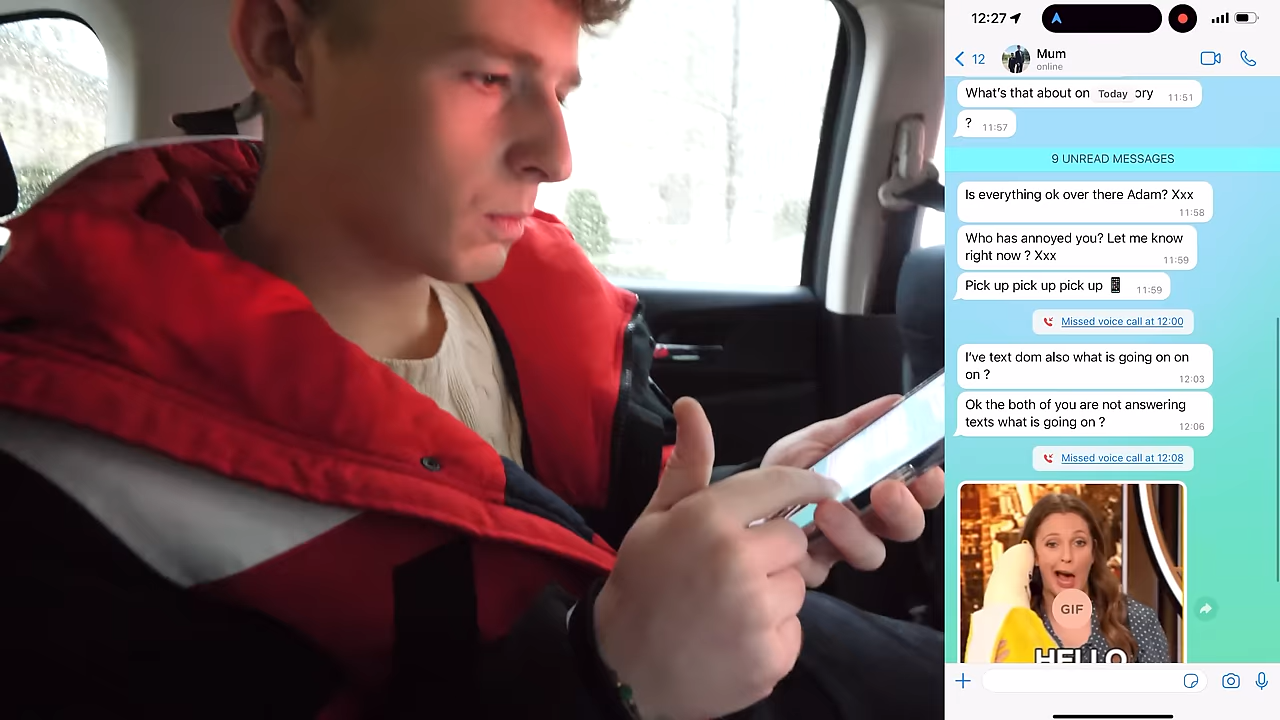 12:27
12
Mum
online
What's that about on Today ory 11:51
? 11:57
9 UNREAD MESSAGES
Is everything ok over there Adam? Xxx
11:58
Who has annoyed you? Let me know
right now ? Xxx 11:59
Pick up pick up pick up 📱 11:59
Missed voice call at 12:00
I've text dom also what is going on on
on ? 12:03
Ok the both of you are not answering
texts what is going on ? 12:06
Missed voice call at 12:08
GIF
HELLO